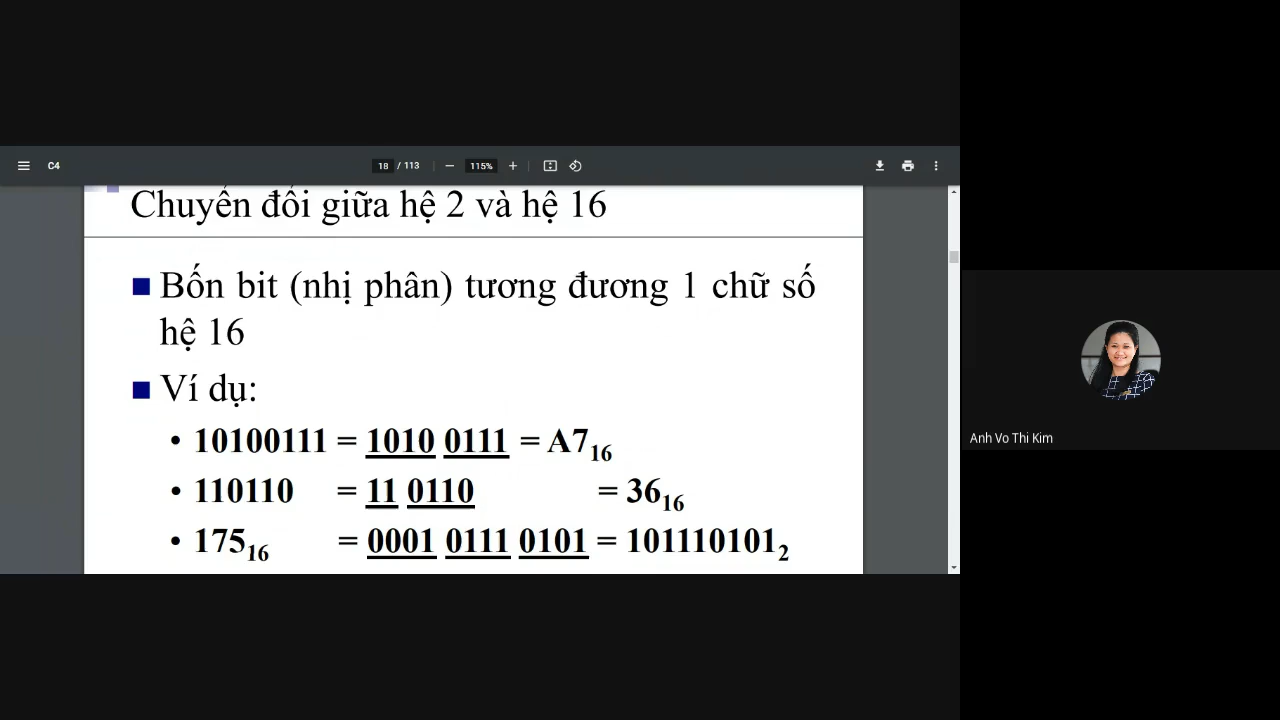 C4
18 / 113
115%
Chuyển đổi giữa hệ 2 và hệ 16
Bốn bit (nhị phân) tương đương 1 chữ số
hệ 16
Ví dụ:
• 10100111 = 1010 0111 = A7₁₆
• 110110 = 11 0110 = 36₁₆
• 175₁₆ = 0001 0111 0101 = 101110101₂
Anh Vo Thi Kim